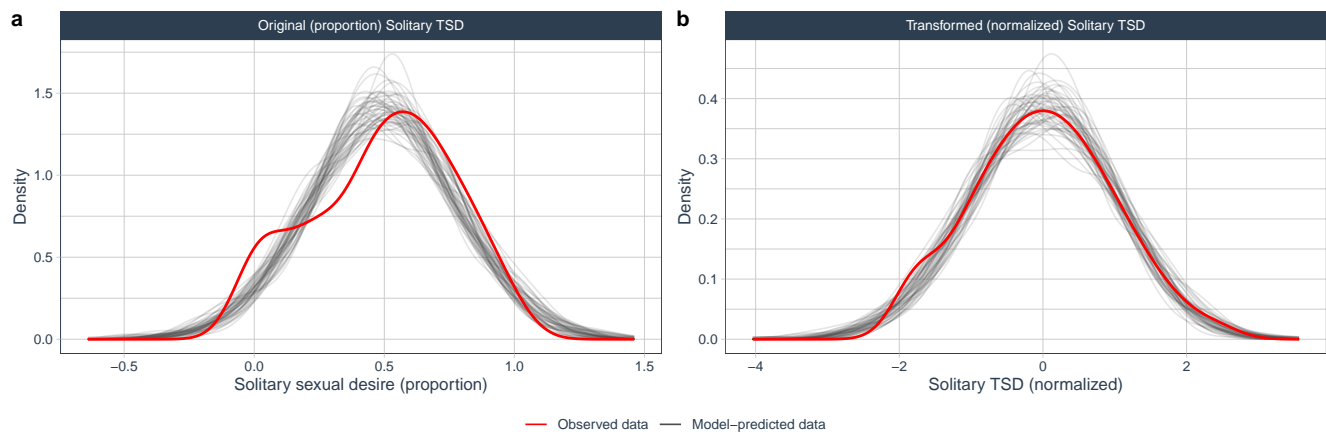 a
Original (proportion) Solitary TSD
Density
1.5
1.0
0.5
0.0
−0.5
0.0
0.5
1.0
1.5
Solitary sexual desire (proportion)
b
Transformed (normalized) Solitary TSD
Density
0.4
0.3
0.2
0.1
0.0
−4
−2
0
2
Solitary TSD (normalized)
Observed data
Model−predicted data